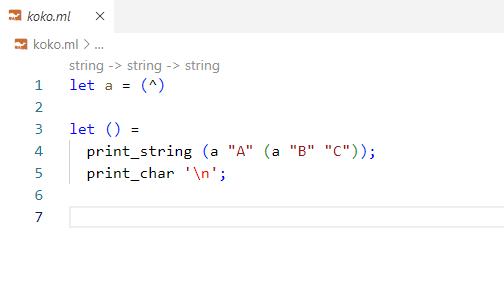 koko.ml ×
koko.ml > ...
string -> string -> string
1 let a = (^)
2
3 let () =
4 print_string (a "A" (a "B" "C"));
5 print_char '\n';
6
7